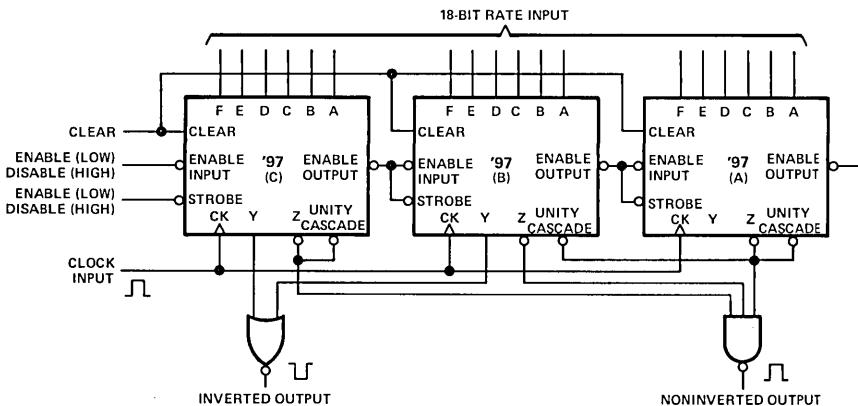 18-BIT RATE INPUT
F E D C B A
F E D C B A
F E D C B A
CLEAR
CLEAR
CLEAR
CLEAR
ENABLE (LOW)
DISABLE (HIGH)
ENABLE INPUT
'97 (C)
ENABLE OUTPUT
ENABLE INPUT
'97 (B)
ENABLE OUTPUT
ENABLE INPUT
'97 (A)
ENABLE OUTPUT
ENABLE (LOW)
DISABLE (HIGH)
STROBE
STROBE
STROBE
CK Y Z UNITY CASCADE
CK Y Z UNITY CASCADE
CK Y Z UNITY CASCADE
CLOCK
INPUT
INVERTED OUTPUT
NONINVERTED OUTPUT